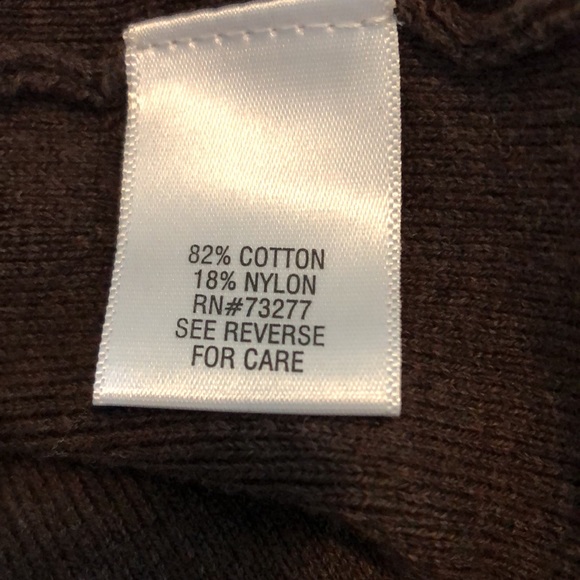 82% COTTON
18% NYLON
RN#73277
SEE REVERSE
FOR CARE